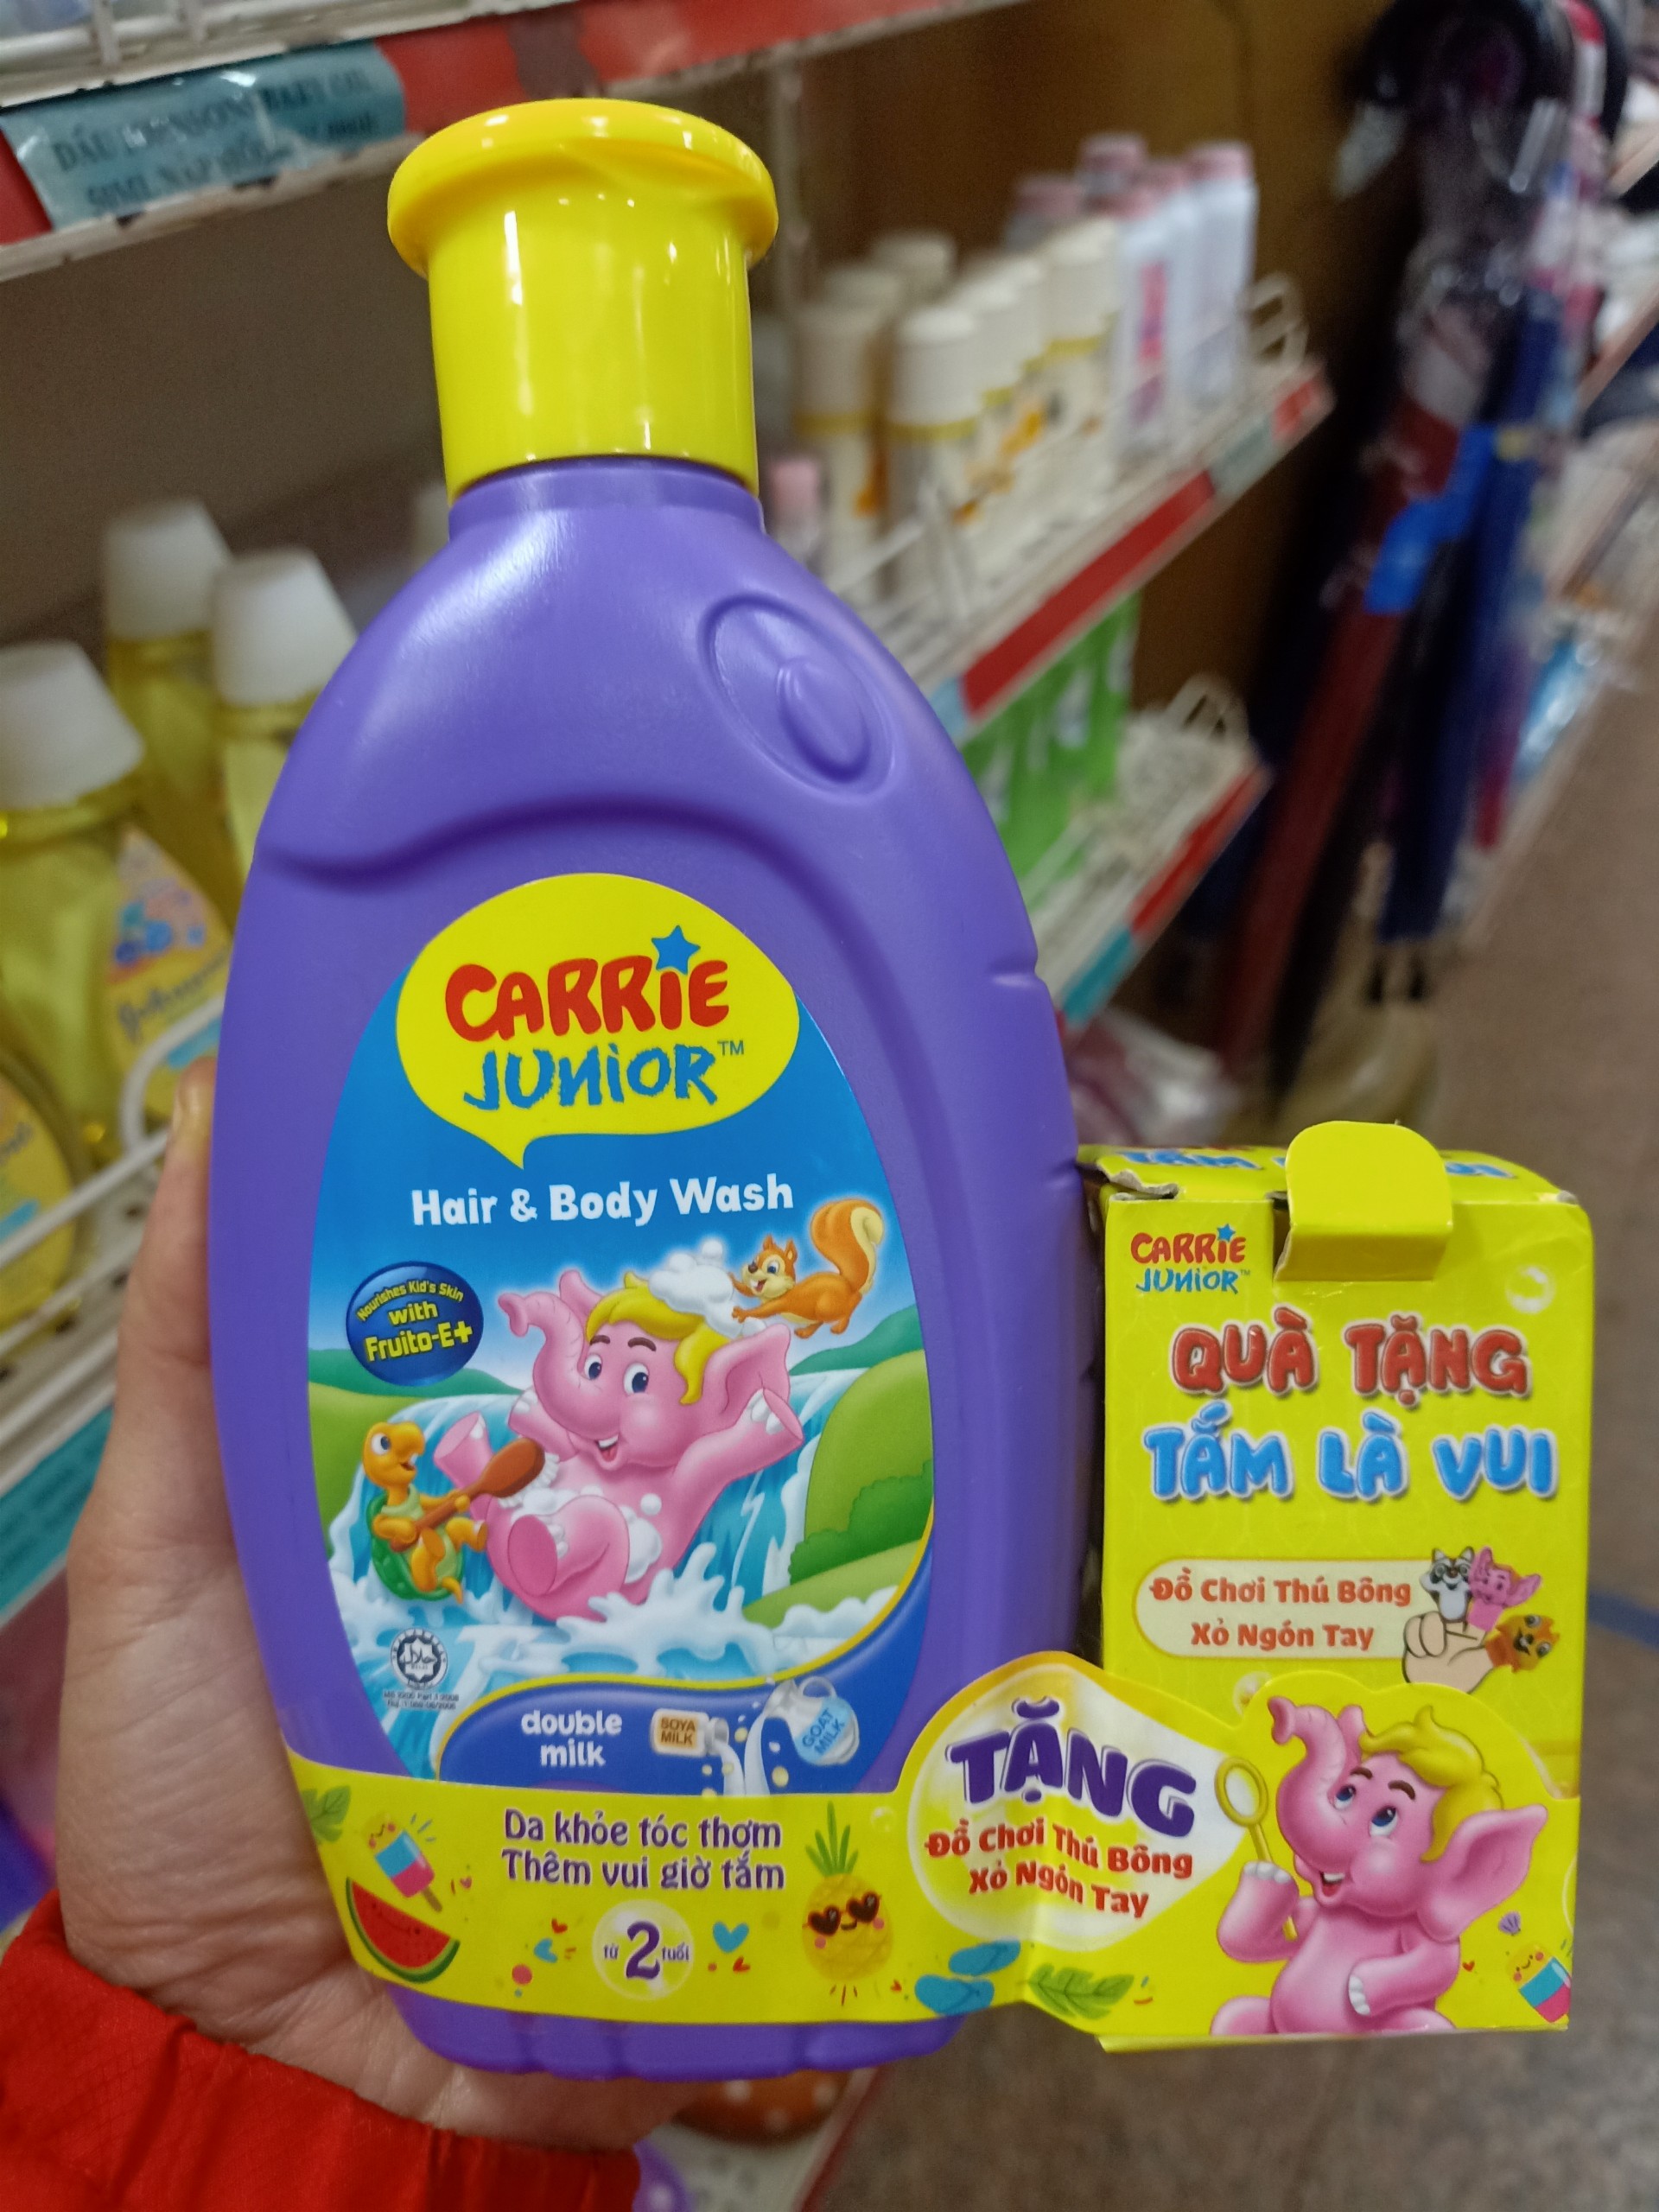 CARRiE
JUNiOR™
Hair & Body Wash
Nourishes Kid's Skin
with
Fruito-E+
double
milk
SOYA
MILK
GOAT
MILK
Da khỏe tóc thơm
Thêm vui giờ tắm
từ 2 tuổi
CARRiE
JUNiOR™
QUÀ TẶNG
TẮM LÀ VUI
Đồ Chơi Thú Bông
Xỏ Ngón Tay
TẶNG
Đồ Chơi Thú Bông
Xỏ Ngón Tay
Johnson's